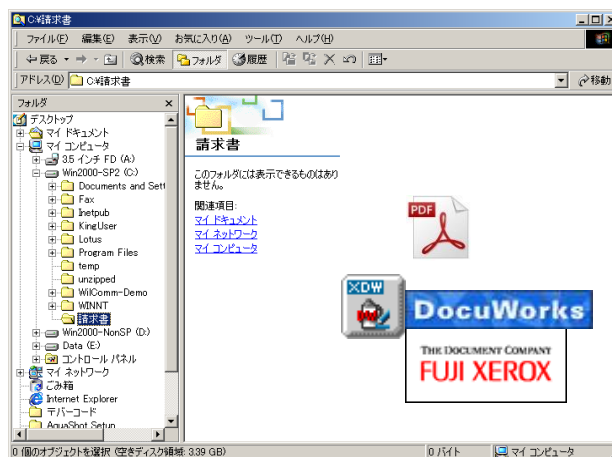 C:¥請求書
ファイル(F) 編集(E) 表示(V) お気に入り(A) ツール(T) ヘルプ(H)
戻る 検索 フォルダ 履歴
アドレス(D) C:¥請求書 移動
フォルダ ×
デスクトップ
マイ ドキュメント
マイ コンピュータ
3.5 インチ FD (A:)
Win2000-SP2 (C:)
Documents and Sett
Fax
Inetpub
KingUser
Lotus
Program Files
temp
unzipped
WilComm-Demo
WINNT
請求書
Win2000-NonSP (D:)
Data (E:)
コントロール パネル
マイ ネットワーク
ごみ箱
Internet Explorer
テバーコード
AquaShot Setup
請求書
このフォルダには表示できるものはあり
ません。
関連項目:
マイ ドキュメント
マイ ネットワーク
マイ コンピュータ
PDF
XDW
DocuWorks
THE DOCUMENT COMPANY
FUJI XEROX
0 個のオブジェクトを選択 (空きディスク領域: 3.39 GB) 0 バイト マイ コンピュータ